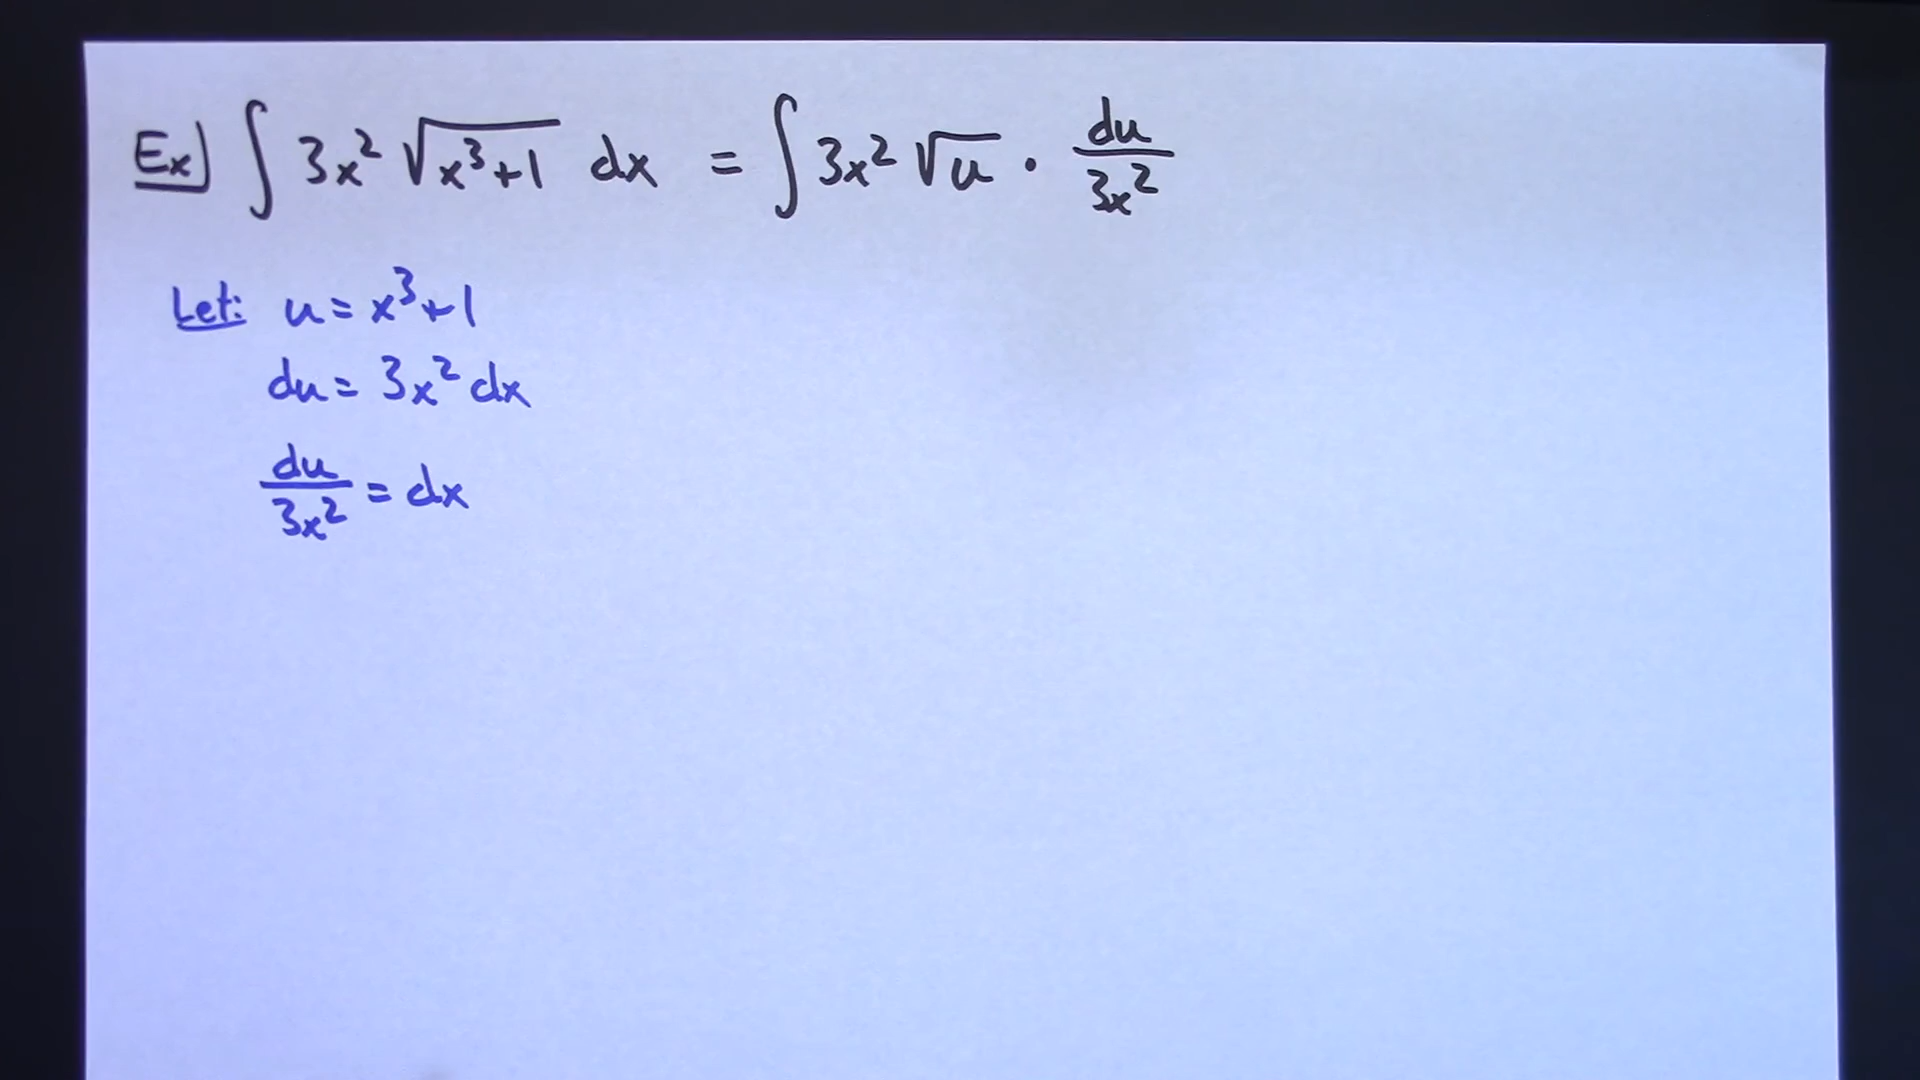 Ex) ∫ 3x² √(x³+1) dx = ∫ 3x² √u · du/3x²
Let: u = x³+1
du = 3x² dx
du/3x² = dx